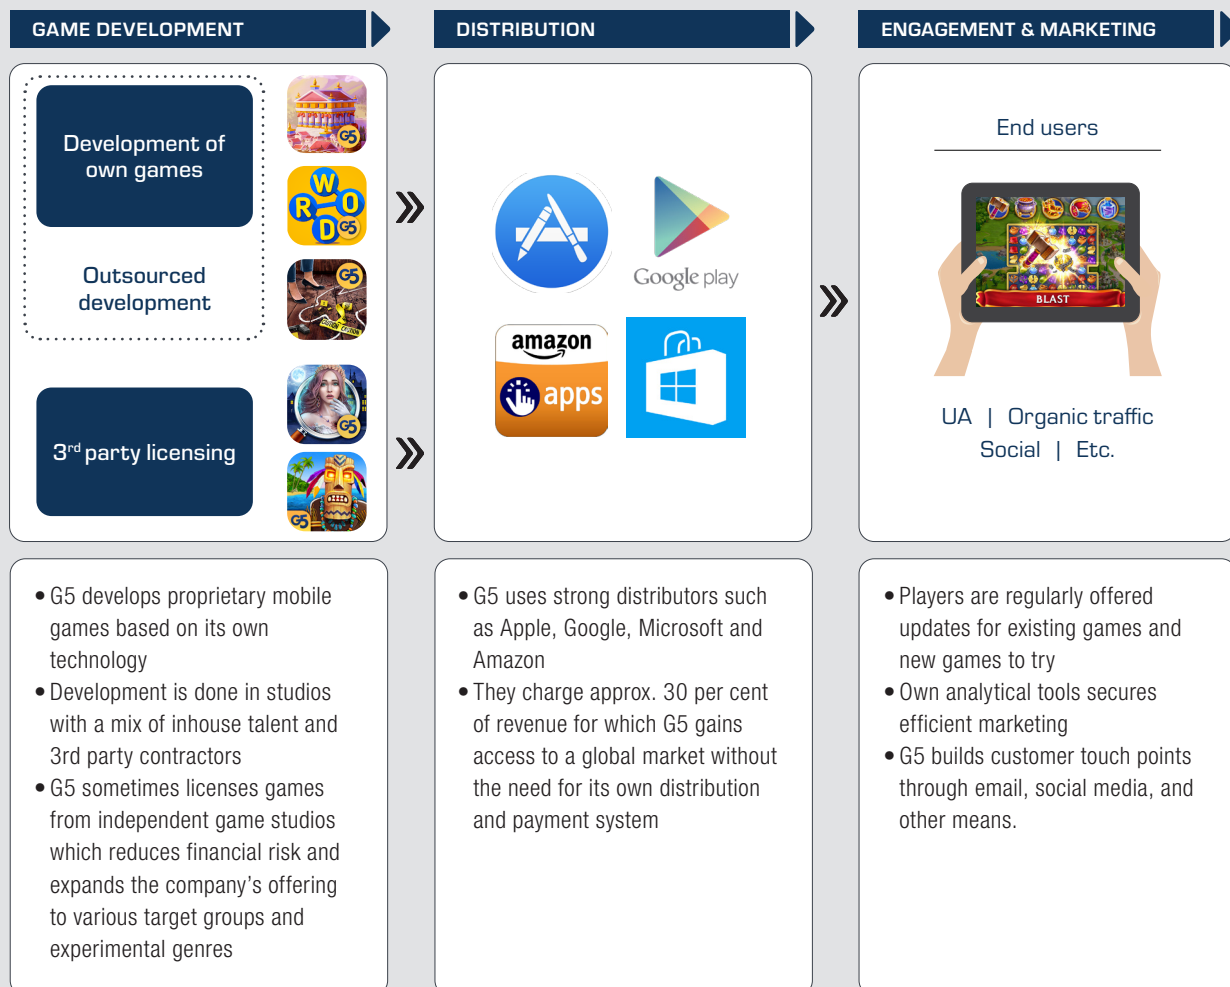 GAME DEVELOPMENT
Development of
own games
Outsourced
development
3rd party licensing
G5
W
R O
D G5
G5
CAUTION
G5
G5
• G5 develops proprietary mobile
games based on its own
technology
• Development is done in studios
with a mix of inhouse talent and
3rd party contractors
• G5 sometimes licenses games
from independent game studios
which reduces financial risk and
expands the company's offering
to various target groups and
experimental genres
DISTRIBUTION
Google play
amazon
apps
• G5 uses strong distributors such
as Apple, Google, Microsoft and
Amazon
• They charge approx. 30 per cent
of revenue for which G5 gains
access to a global market without
the need for its own distribution
and payment system
ENGAGEMENT & MARKETING
End users
BLAST
UA | Organic traffic
Social | Etc.
• Players are regularly offered
updates for existing games and
new games to try
• Own analytical tools secures
efficient marketing
• G5 builds customer touch points
through email, social media, and
other means.